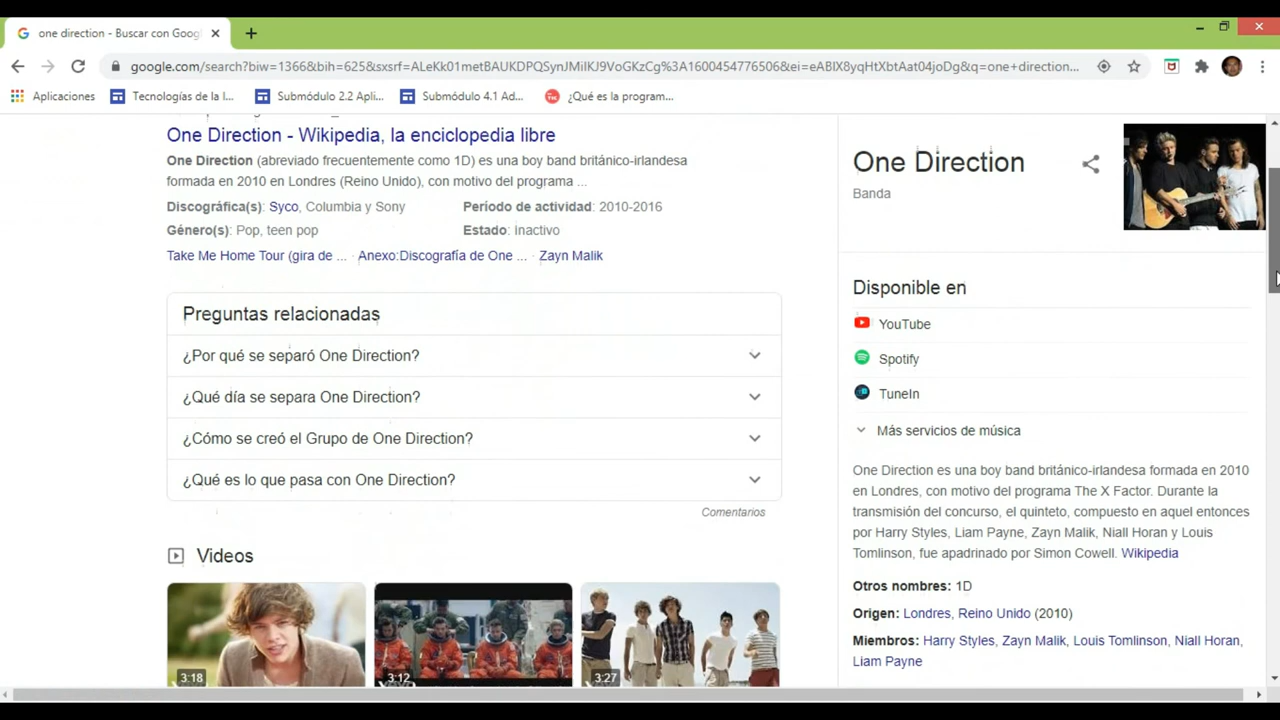 one direction - Buscar con Goog
google.com/search?biw=1366&bih=625&sxsrf=ALeKk01metBAUKDPQSynJMiIKJ9VoGKzCg%3A1600454776506&ei=eABlX8yqHtXbtAat04joDg&q=one+direction...
Aplicaciones
Tecnologías de la I...
Submódulo 2.2 Apli...
Submódulo 4.1 Ad...
¿Qué es la program...
One Direction - Wikipedia, la enciclopedia libre
One Direction (abreviado frecuentemente como 1D) es una boy band británico-irlandesa
formada en 2010 en Londres (Reino Unido), con motivo del programa ...
Discográfica(s): Syco, Columbia y Sony
Período de actividad: 2010-2016
Género(s): Pop, teen pop
Estado: Inactivo
Take Me Home Tour (gira de ... · Anexo:Discografía de One ... · Zayn Malik
Preguntas relacionadas
¿Por qué se separó One Direction?
¿Qué día se separa One Direction?
¿Cómo se creó el Grupo de One Direction?
¿Qué es lo que pasa con One Direction?
Comentarios
Videos
3:18
3:12
3:27
One Direction
Banda
Disponible en
YouTube
Spotify
TuneIn
Más servicios de música
One Direction es una boy band británico-irlandesa formada en 2010
en Londres, con motivo del programa The X Factor. Durante la
transmisión del concurso, el quinteto, compuesto en aquel entonces
por Harry Styles, Liam Payne, Zayn Malik, Niall Horan y Louis
Tomlinson, fue apadrinado por Simon Cowell. Wikipedia
Otros nombres: 1D
Origen: Londres, Reino Unido (2010)
Miembros: Harry Styles, Zayn Malik, Louis Tomlinson, Niall Horan,
Liam Payne